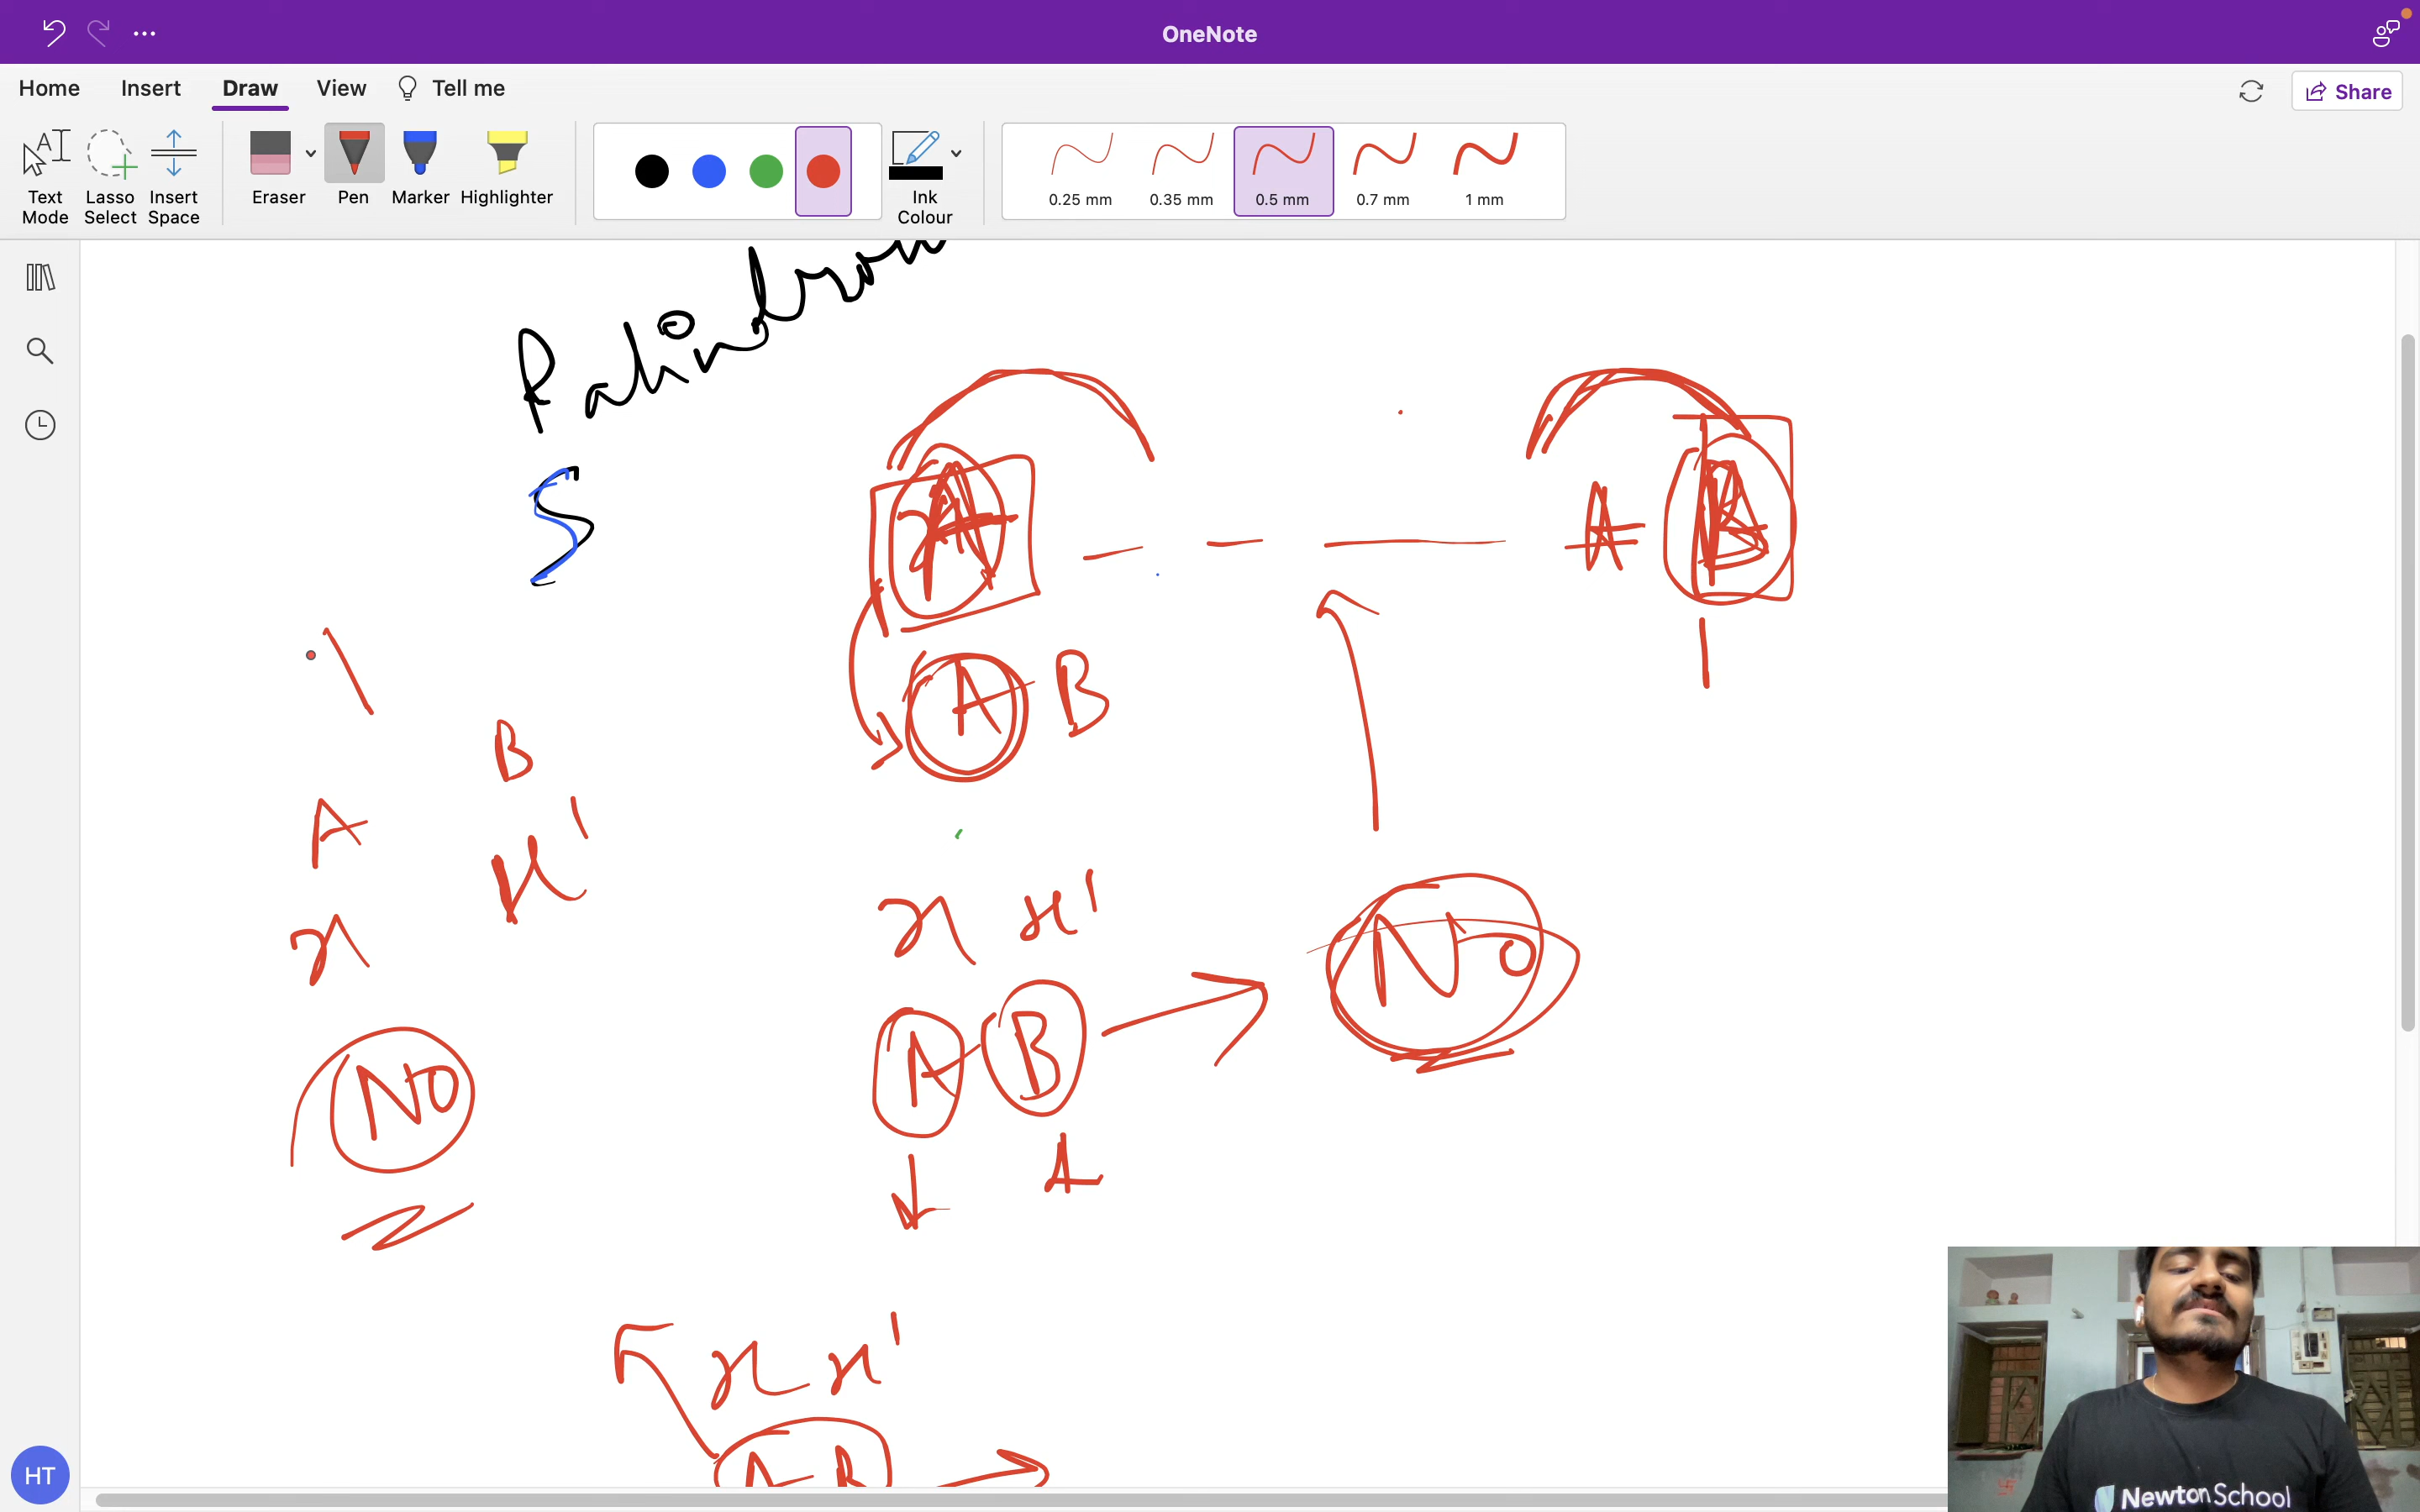 OneNote
Home Insert Draw View Tell me
Share
Text Mode
Lasso Select
Insert Space
Eraser
Pen
Marker
Highlighter
Ink Colour
0.25 mm
0.35 mm
0.5 mm
0.7 mm
1 mm
S
A
A B
B
A
x'
x
x x'
No
A B
NO
A
x x'
A B
HT
Newton School